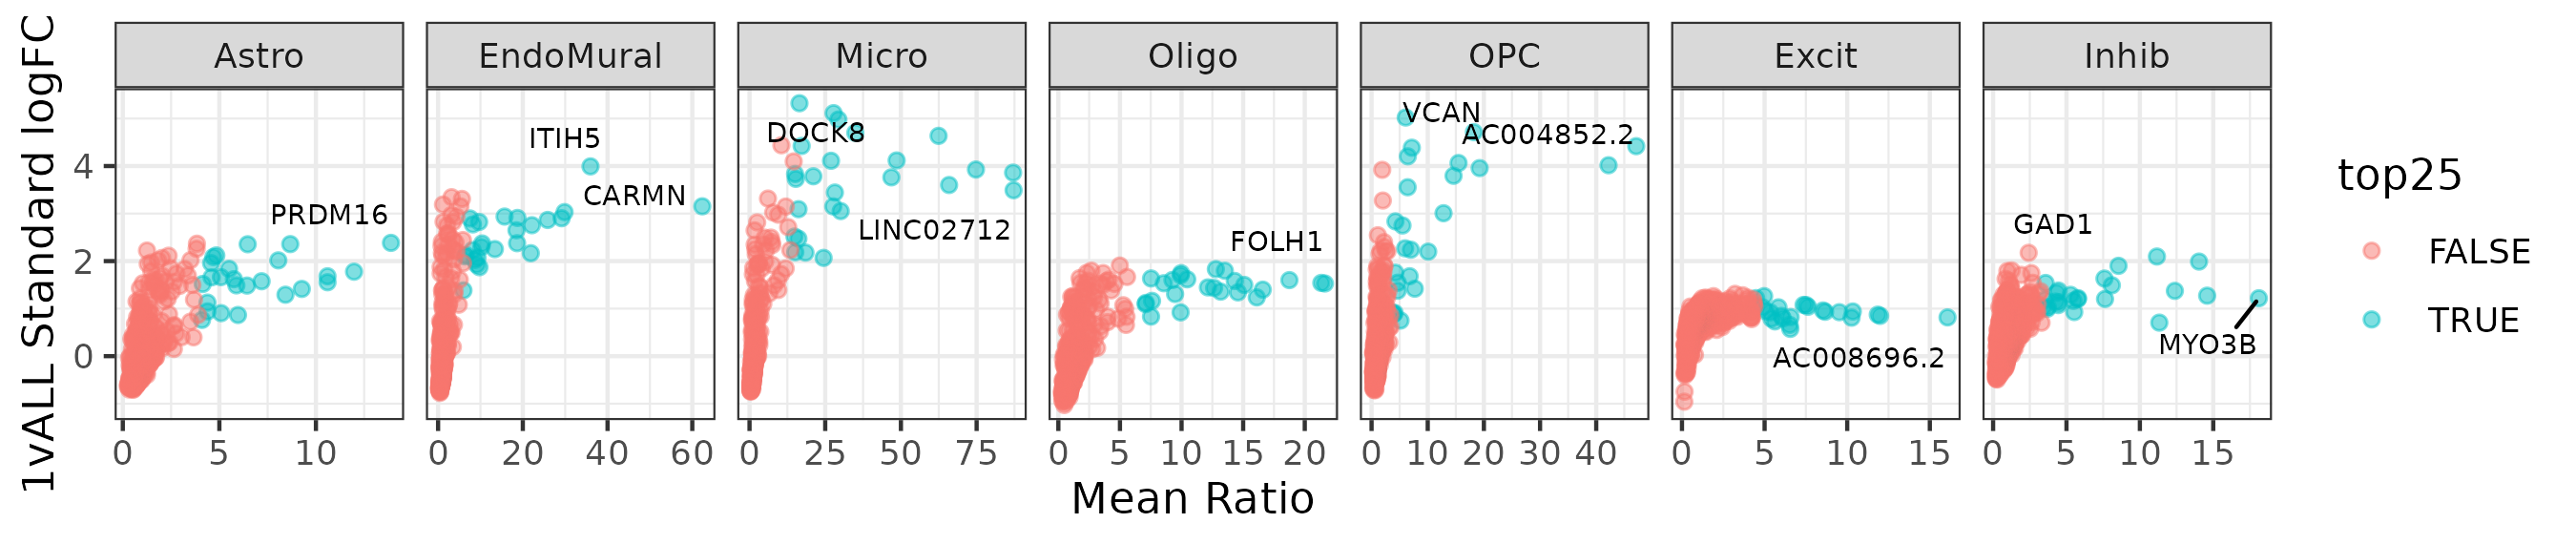 1vALL Standard logFC
Astro
EndoMural
Micro
Oligo
OPC
Excit
Inhib
4
2
0
PRDM16
ITIH5
CARMN
DOCK8
LINC02712
FOLH1
VCAN
AC004852.2
AC008696.2
GAD1
MYO3B
0 5 10
0 20 40 60
0 25 50 75
0 5 10 15 20
0 10 20 30 40
0 5 10 15
0 5 10 15
Mean Ratio
top25
FALSE
TRUE